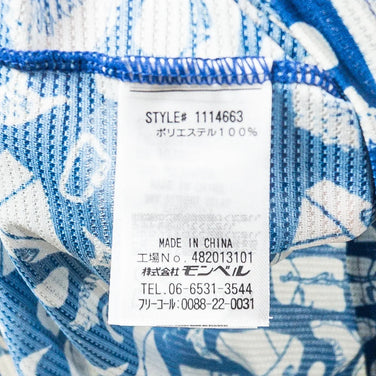 STYLE# 1114663
ポリエステル100%
MADE IN CHINA
工場No. 482013101
株式会社 モンベル
TEL. 06-6531-3544
フリーコール: 0088-22-0031